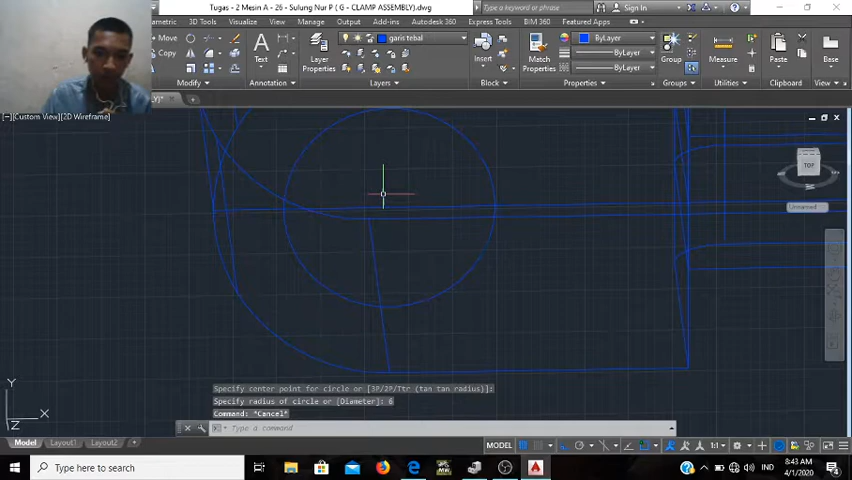 Tugas - 2 Mesin A - 26 - Sulung Nur P ( G - CLAMP ASSEMBLY).dwg
Type a keyword or phrase
Sign In
3D Tools
Visualize
Annotate
Parametric
View
Manage
Output
Add-ins
Autodesk 360
Express Tools
BIM 360
Featured Apps
Move
Copy
Text
Layer
Properties
garis tebal
Insert
Match
Properties
ByLayer
ByLayer
ByLayer
Group
Measure
Paste
Base
Modify
Annotation
Layers
Block
Properties
Groups
Utilities
Clipboard
View
[−][Custom View][2D Wireframe]
TOP
Unnamed
Y
X
Z
Specify center point for circle or [3P/2P/Ttr (tan tan radius)]:
Specify radius of circle or [Diameter]: 6
Command: *Cancel*
Type a command
Model
Layout1
Layout2
MODEL
1:1
Type here to search
IND
8:43 AM
4/1/2020